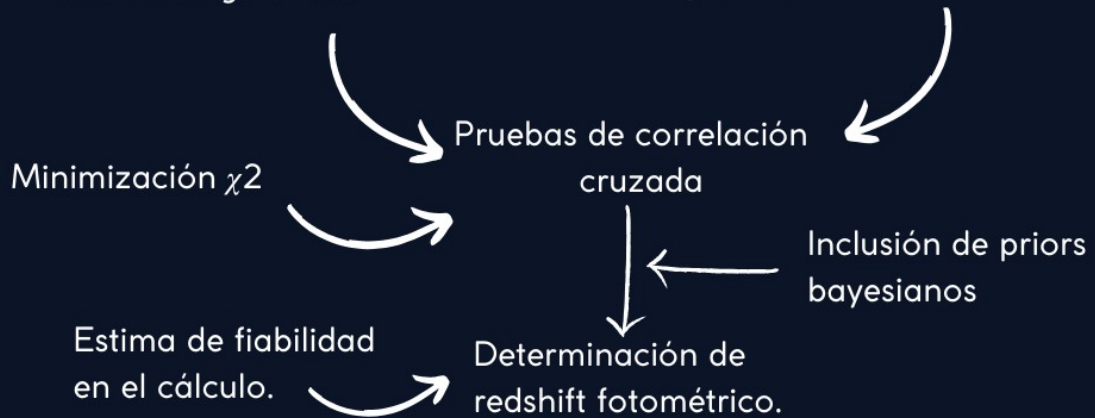 Pruebas de correlación
cruzada
Minimización χ2
Inclusión de priors
bayesianos
Estima de fiabilidad
en el cálculo.
Determinación de
redshift fotométrico.